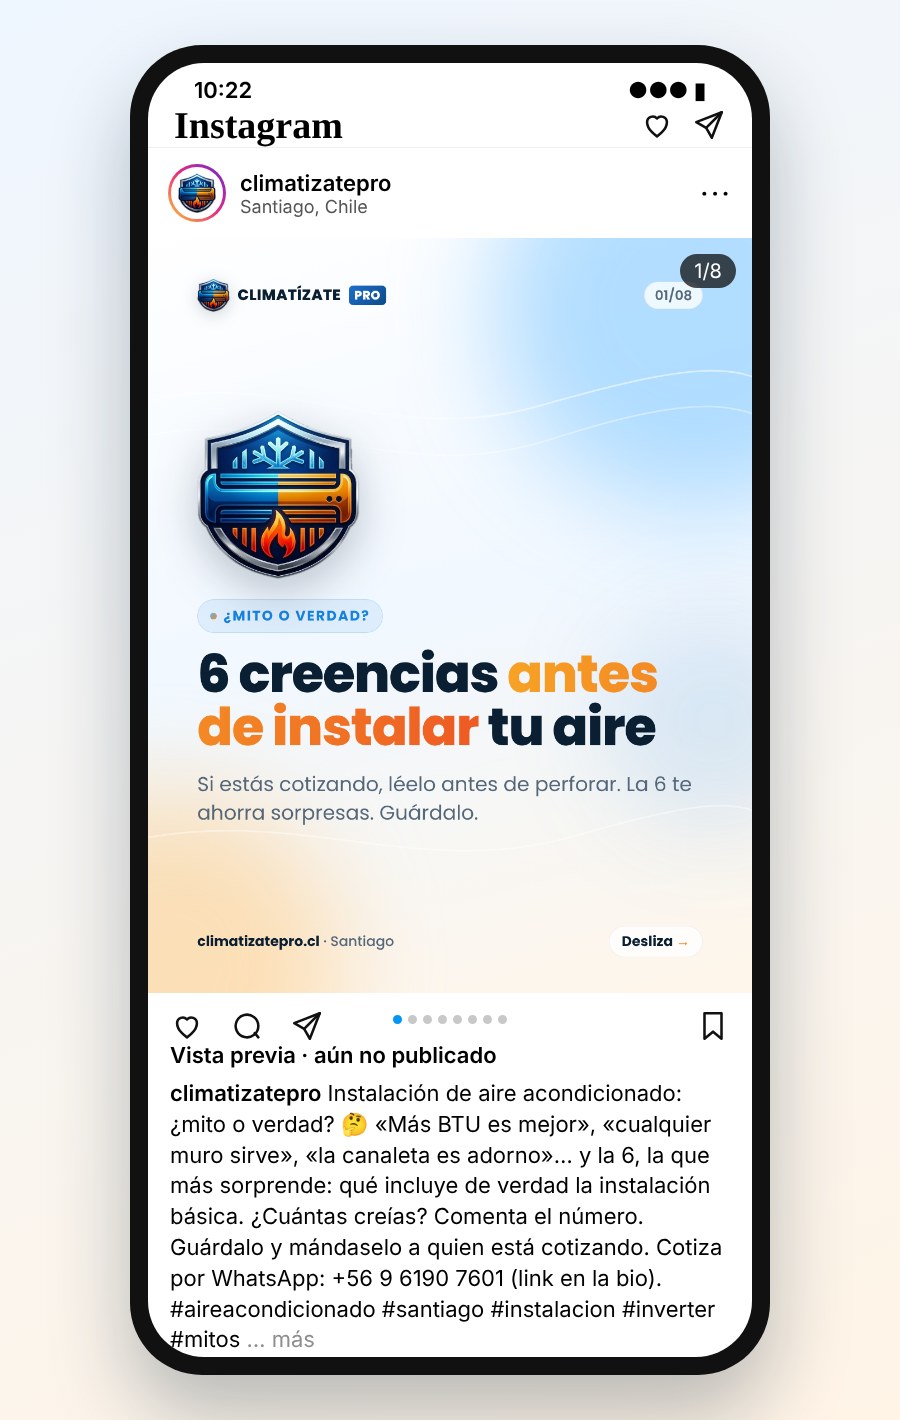 10:22
Instagram
climatizatepro
Santiago, Chile
1/8
CLIMATÍZATE PRO
01/08
¿MITO O VERDAD?
6 creencias antes
de instalar tu aire
Si estás cotizando, léelo antes de perforar. La 6 te
ahorra sorpresas. Guárdalo.
climatizatepro.cl · Santiago
Desliza →
Vista previa · aún no publicado
climatizatepro Instalación de aire acondicionado:
¿mito o verdad? 🤔 «Más BTU es mejor», «cualquier
muro sirve», «la canaleta es adorno»... y la 6, la que
más sorprende: qué incluye de verdad la instalación
básica. ¿Cuántas creías? Comenta el número.
Guárdalo y mándaselo a quien está cotizando. Cotiza
por WhatsApp: +56 9 6190 7601 (link en la bio).
#aireacondicionado #santiago #instalacion #inverter
#mitos ... más